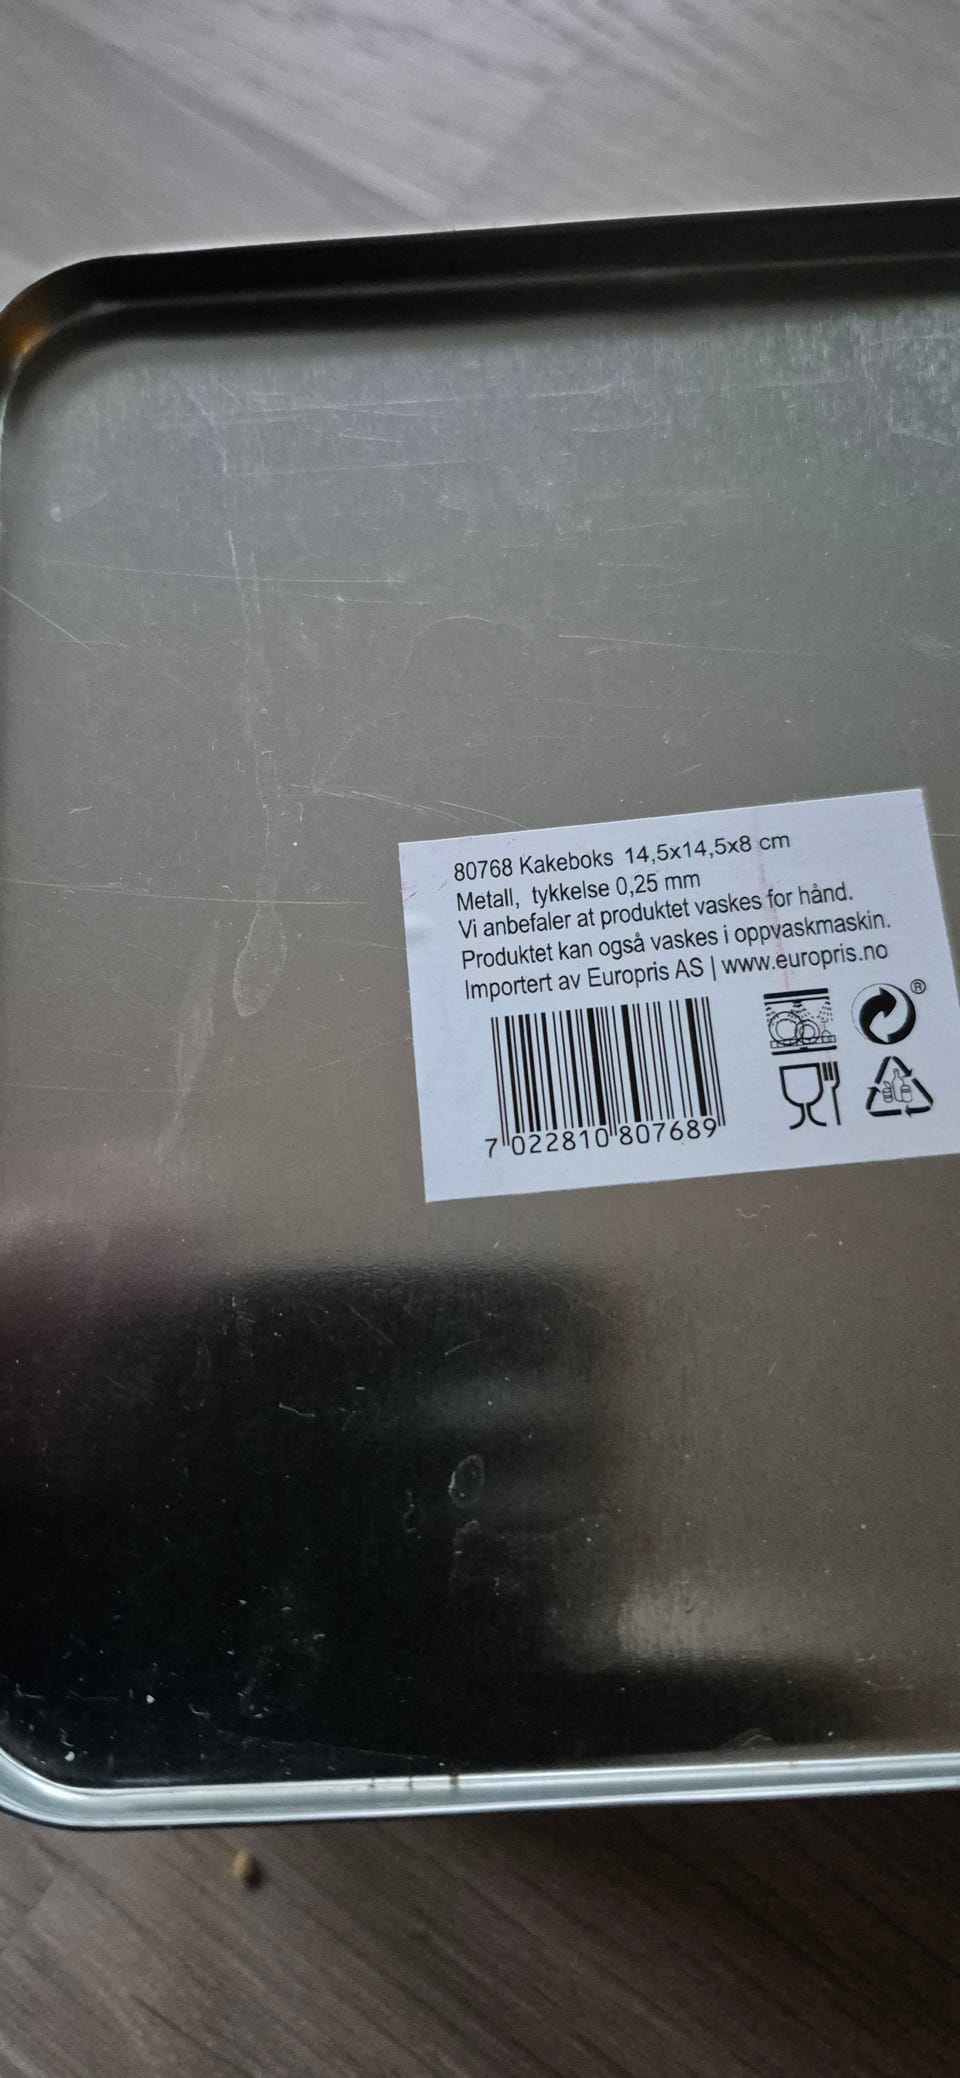 80768 Kakeboks 14,5x14,5x8 cm
Metall, tykkelse 0,25 mm
Vi anbefaler at produktet vaskes for hånd.
Produktet kan også vaskes i oppvaskmaskin.
Importert av Europris AS | www.europris.no
®
7 022810 807689